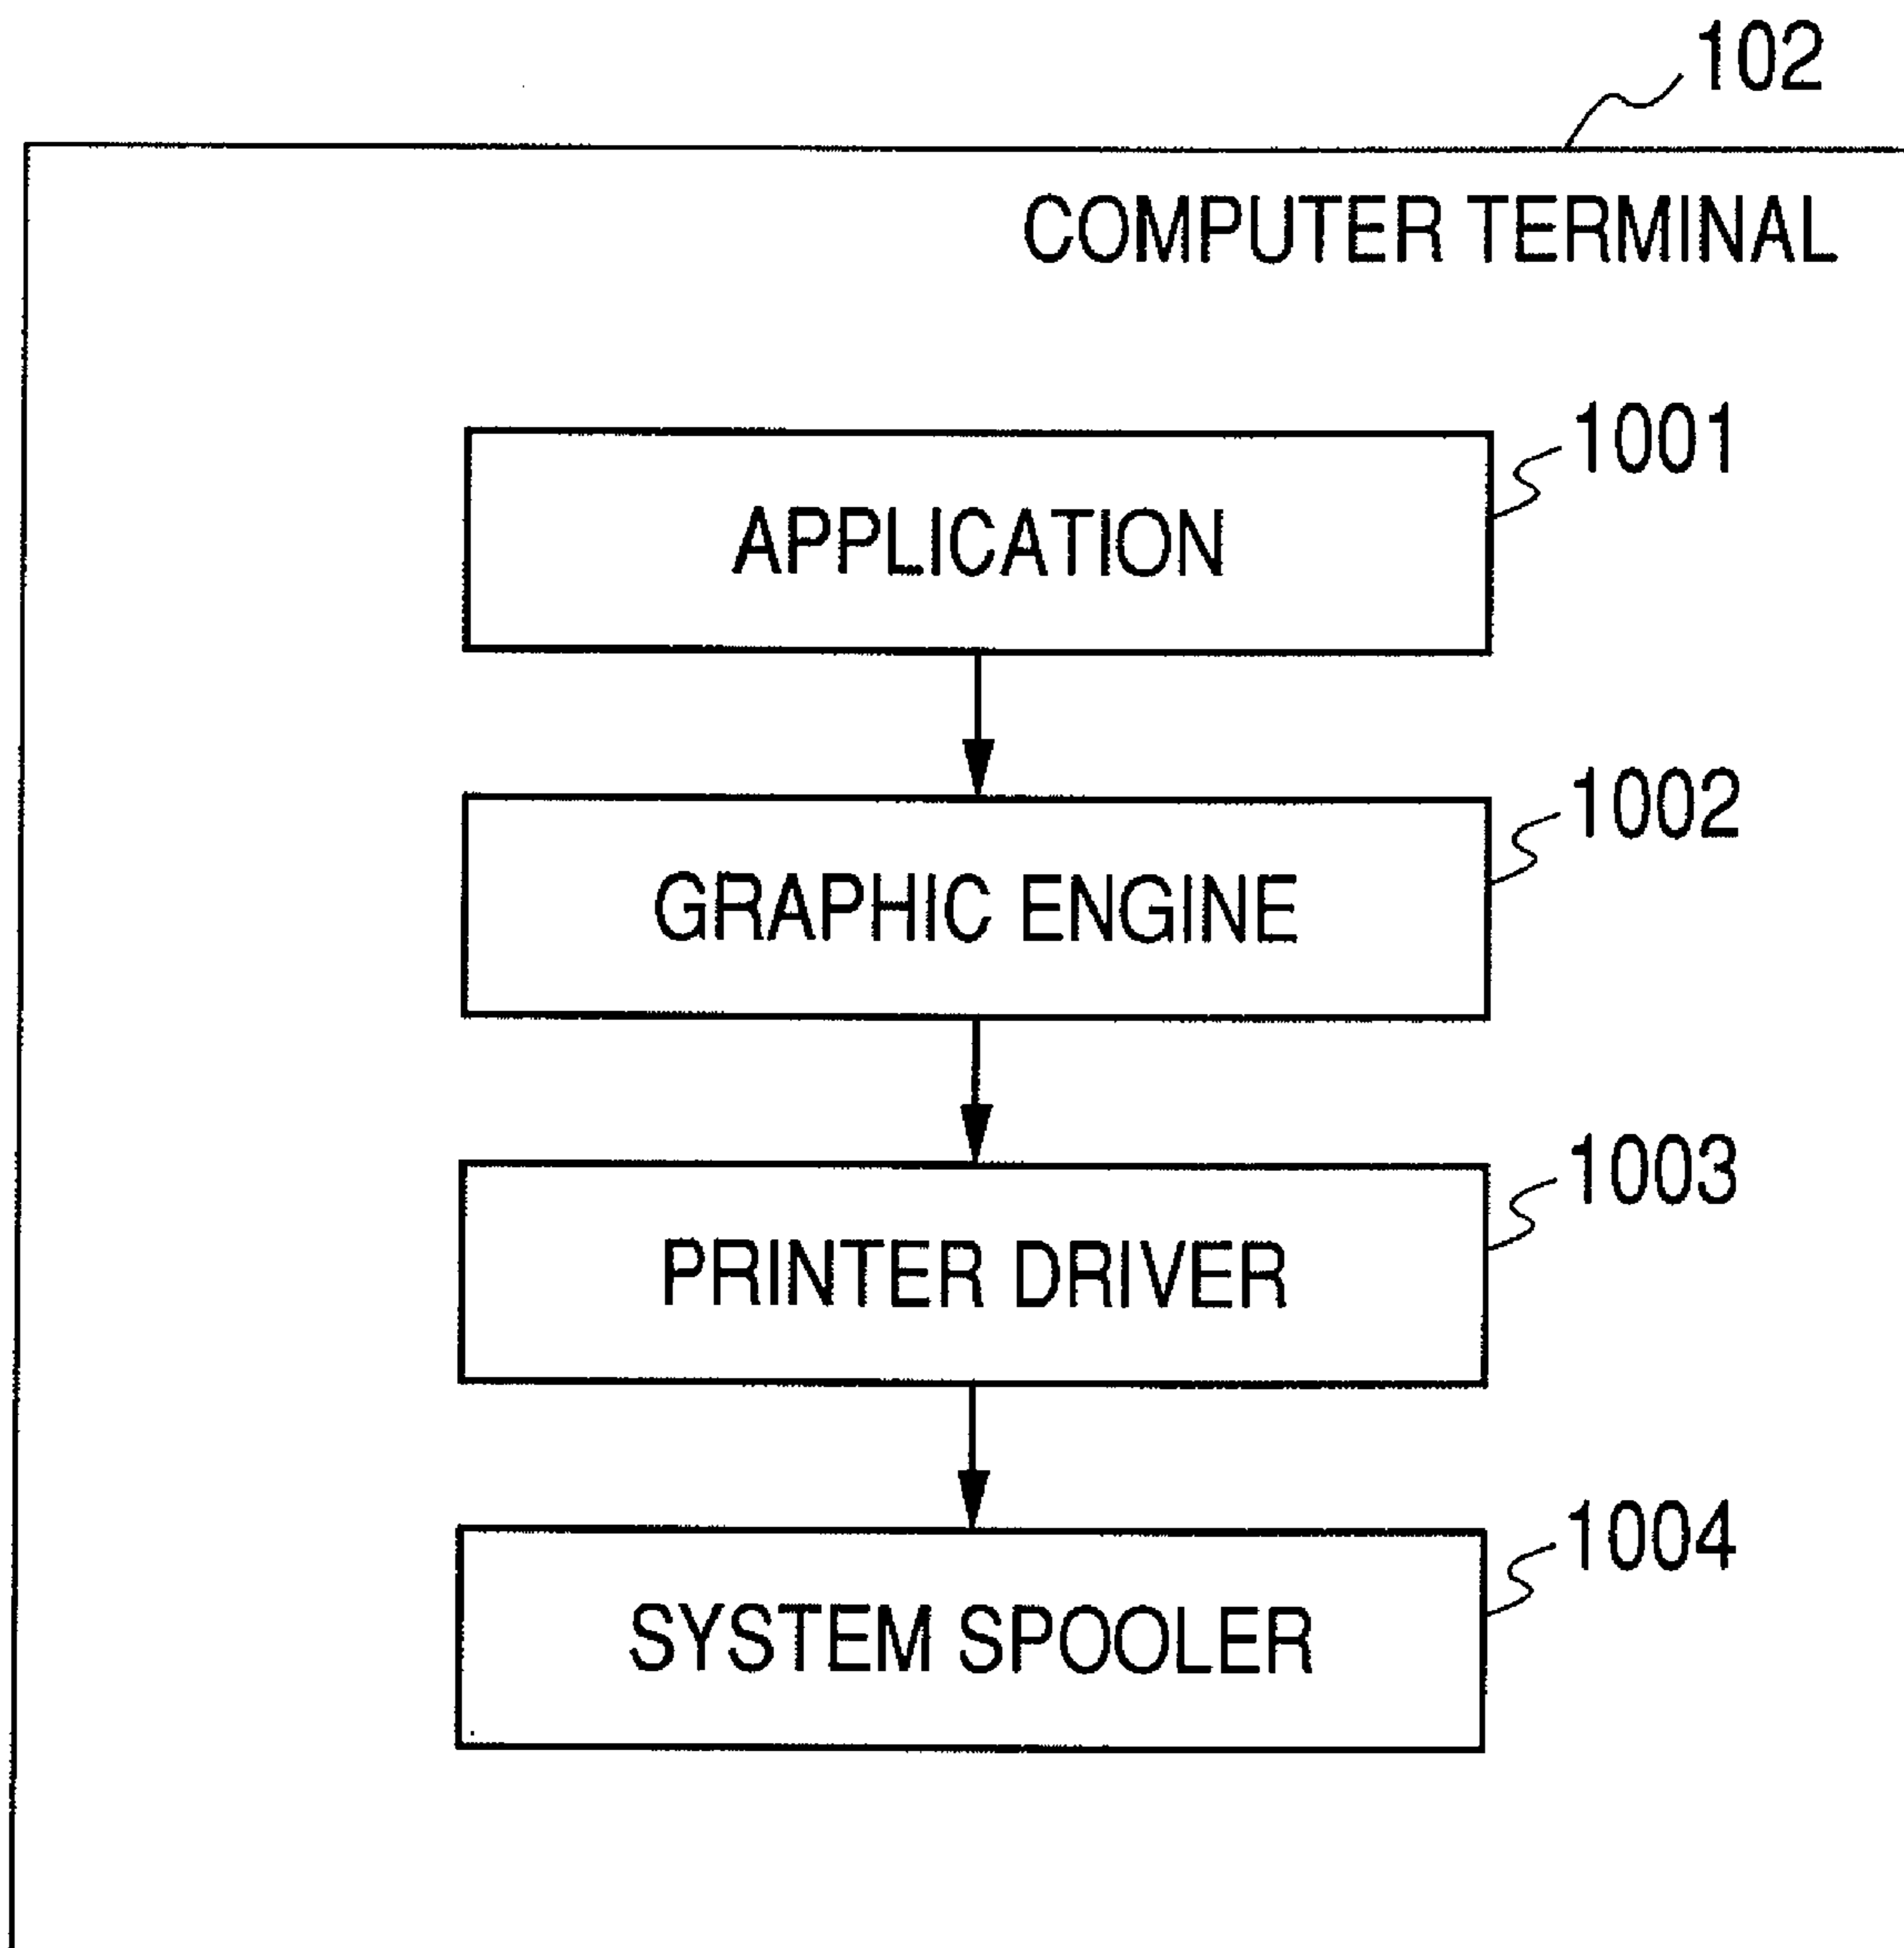 102
COMPUTER TERMINAL
1001
APPLICATION
1002
GRAPHIC ENGINE
1003
PRINTER DRIVER
1004
SYSTEM SPOOLER